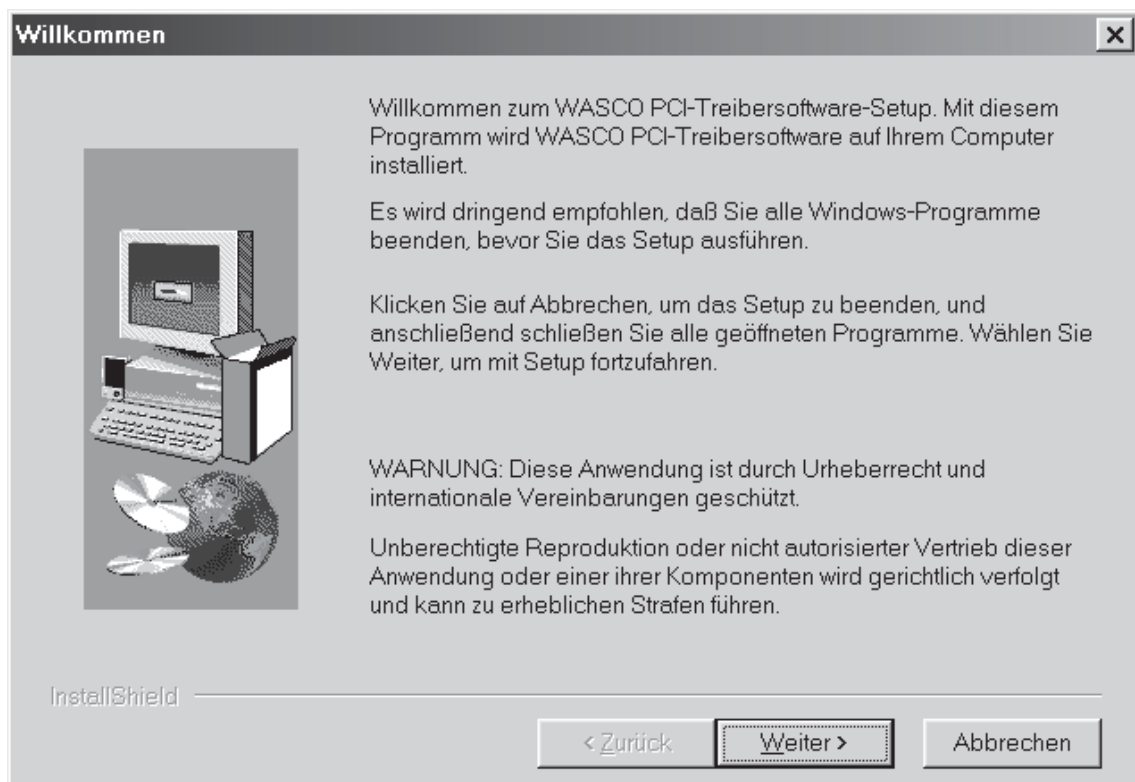 Willkommen
Willkommen zum WASCO PCI-Treibersoftware-Setup. Mit diesem
Programm wird WASCO PCI-Treibersoftware auf Ihrem Computer
installiert.
Es wird dringend empfohlen, daß Sie alle Windows-Programme
beenden, bevor Sie das Setup ausführen.
Klicken Sie auf Abbrechen, um das Setup zu beenden, und
anschließend schließen Sie alle geöffneten Programme. Wählen Sie
Weiter, um mit Setup fortzufahren.
WARNUNG: Diese Anwendung ist durch Urheberrecht und
internationale Vereinbarungen geschützt.
Unberechtigte Reproduktion oder nicht autorisierter Vertrieb dieser
Anwendung oder einer ihrer Komponenten wird gerichtlich verfolgt
und kann zu erheblichen Strafen führen.
InstallShield
< Zurück
Weiter >
Abbrechen